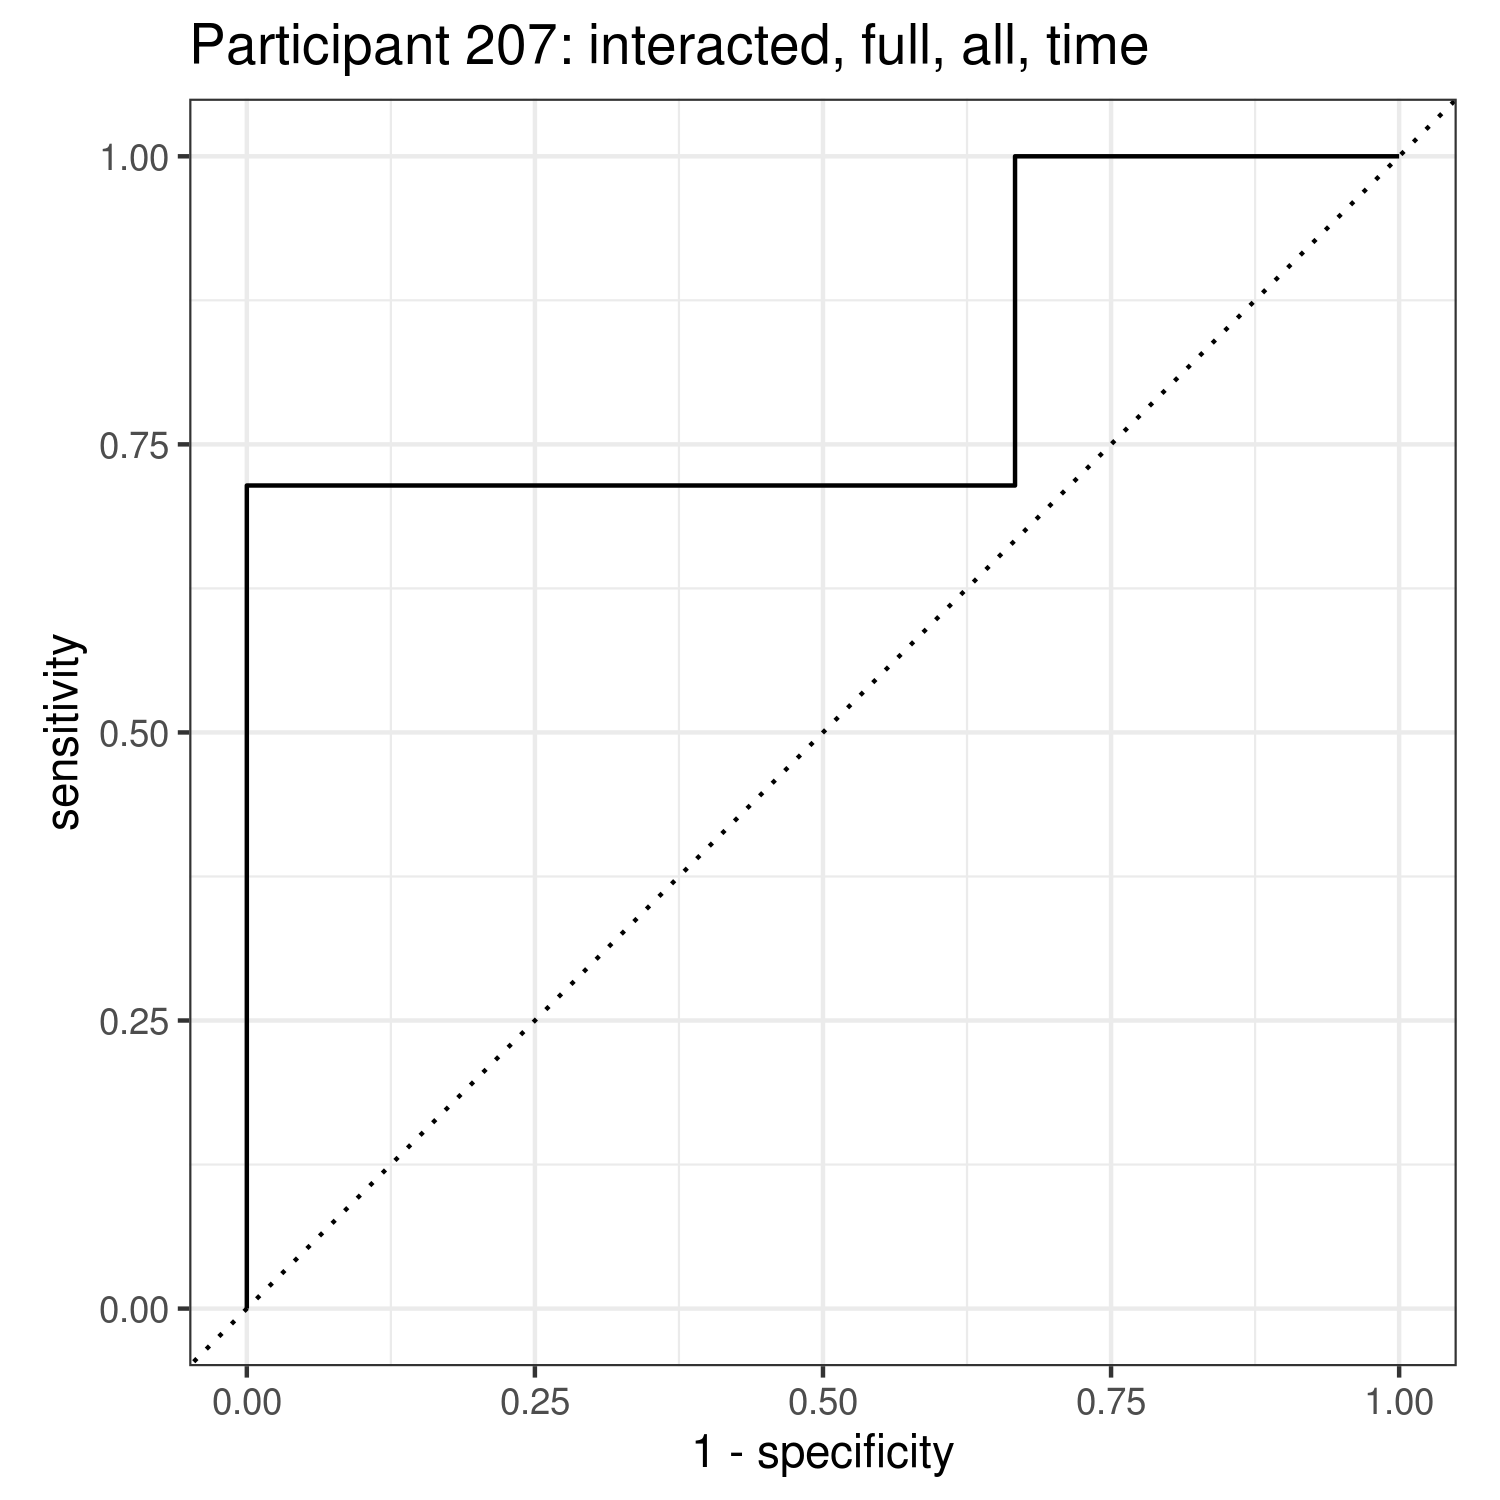 Participant 207: interacted, full, all, time
1.00
0.75
0.50
0.25
0.00
sensitivity
0.00 0.25 0.50 0.75 1.00
1 - specificity